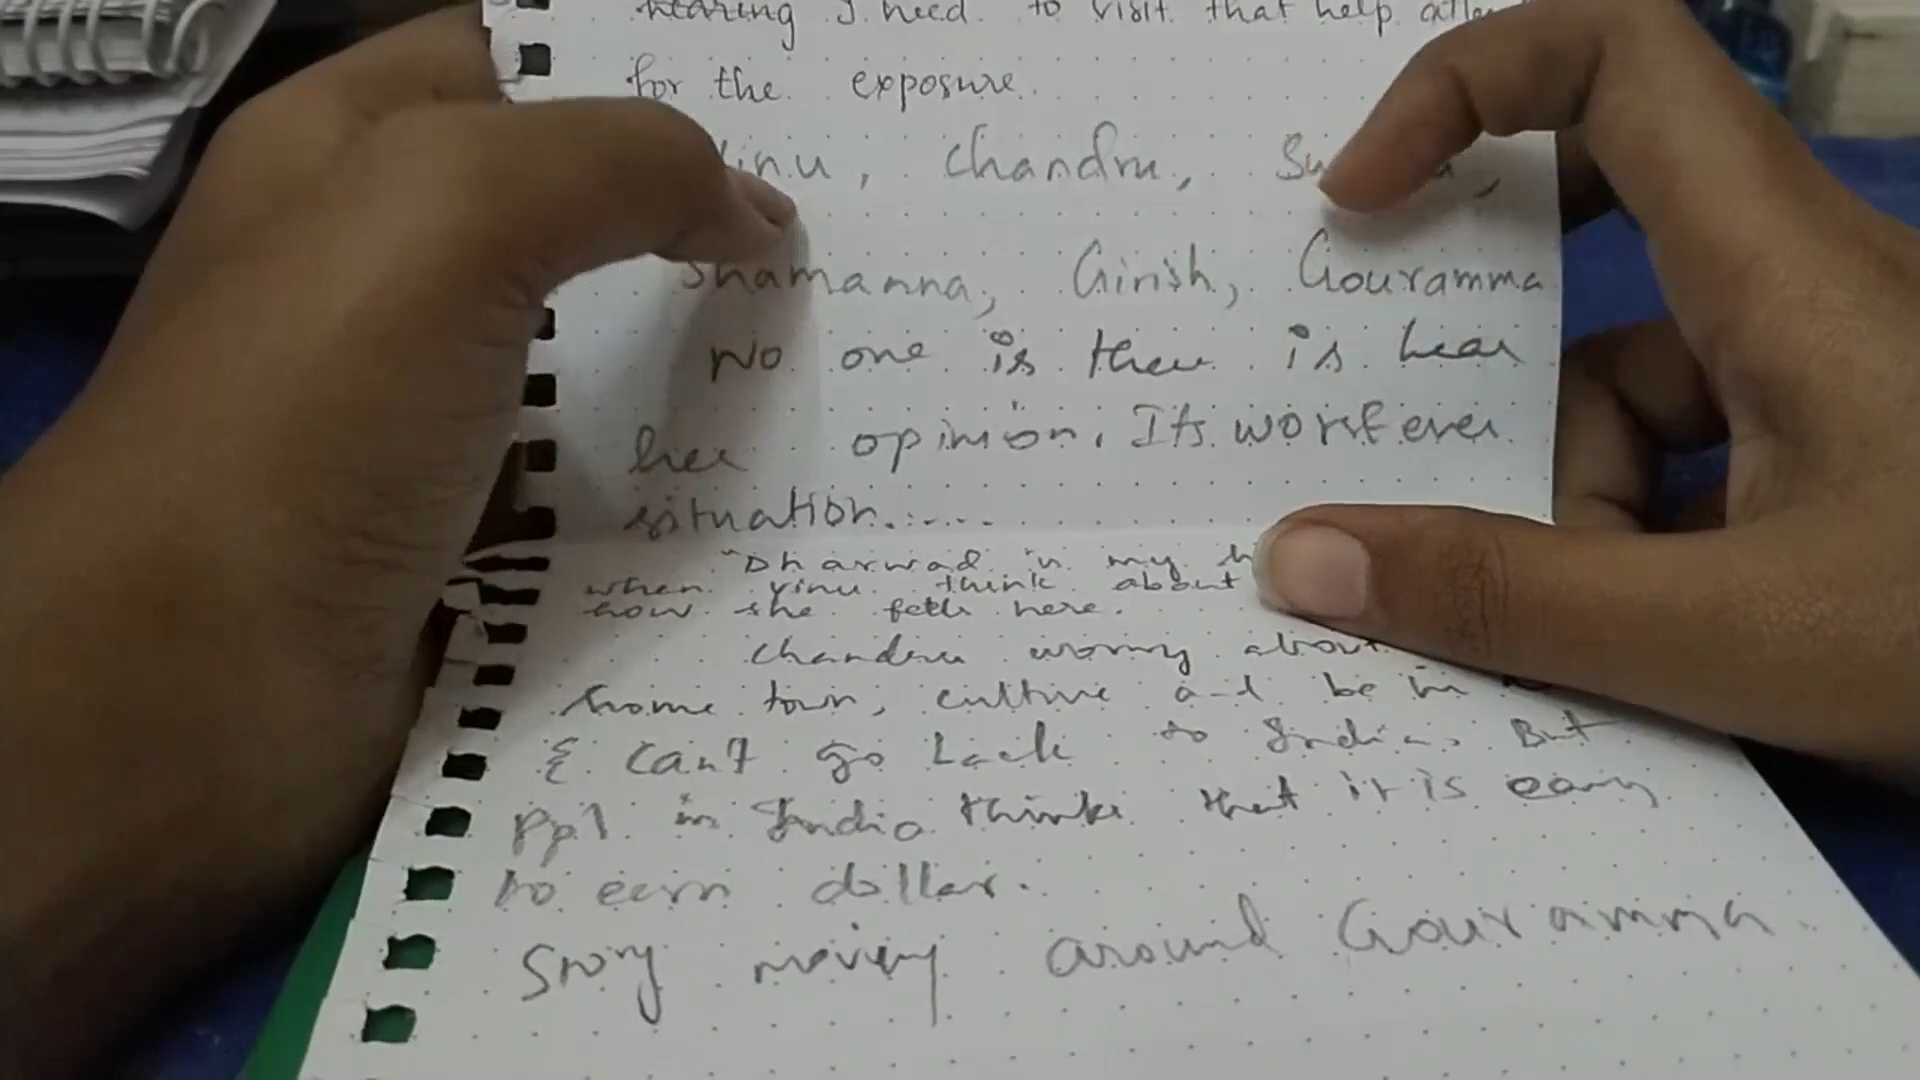 hearing I need to visit that help
for the exposure.
Chandru,
Shamanna, Girish, Gouramma
No one is there is hear
her opinion. Its worst ever
situation......
"Dharwad is my
when Vinu think about
how she feels here.
Chandru worry about
home town, culture and be in
& can't go back to India. But
ppl in India thinks that it is easy
to earn dollar.
Story moving around Gouramma.